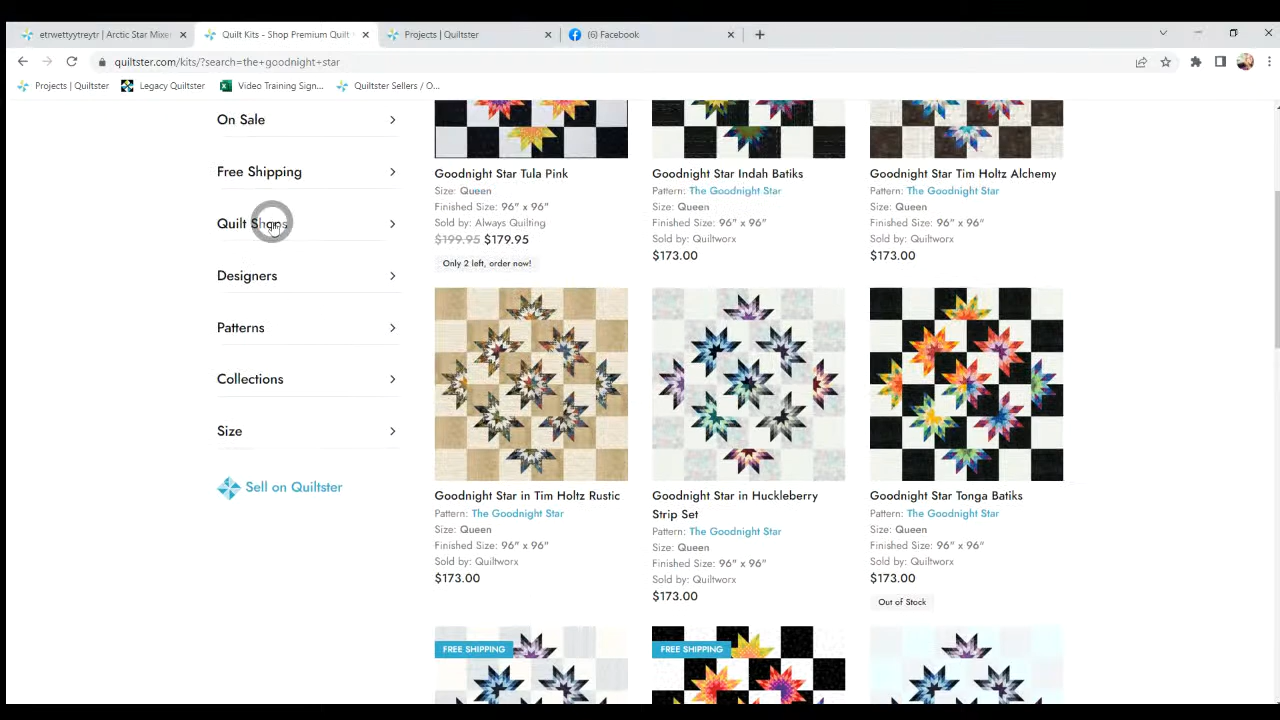 etrwettyytreytr | Arctic Star Mixer
Quilt Kits - Shop Premium Quilt
Projects | Quiltster
Facebook
quiltster.com/kits/?search=the+goodnight+star
Projects | Quiltster
Legacy Quiltster
Video Training Sign...
Quiltster Sellers / O...
On Sale
Free Shipping
Quilt Shops
Designers
Patterns
Collections
Size
Sell on Quiltster
Goodnight Star Tula Pink
Size: Queen
Finished Size: 96" x 96"
Sold by: Always Quilting
$199.95 $179.95
Only 2 left, order now!
Goodnight Star Indah Batiks
Pattern: The Goodnight Star
Size: Queen
Finished Size: 96" x 96"
Sold by: Quiltworx
$173.00
Goodnight Star Tim Holtz Alchemy
Pattern: The Goodnight Star
Size: Queen
Finished Size: 96" x 96"
Sold by: Quiltworx
$173.00
Goodnight Star in Tim Holtz Rustic
Pattern: The Goodnight Star
Size: Queen
Finished Size: 96" x 96"
Sold by: Quiltworx
$173.00
Goodnight Star in Huckleberry
Strip Set
Pattern: The Goodnight Star
Size: Queen
Finished Size: 96" x 96"
Sold by: Quiltworx
$173.00
Goodnight Star Tonga Batiks
Pattern: The Goodnight Star
Size: Queen
Finished Size: 96" x 96"
Sold by: Quiltworx
$173.00
Out of Stock
FREE SHIPPING
FREE SHIPPING